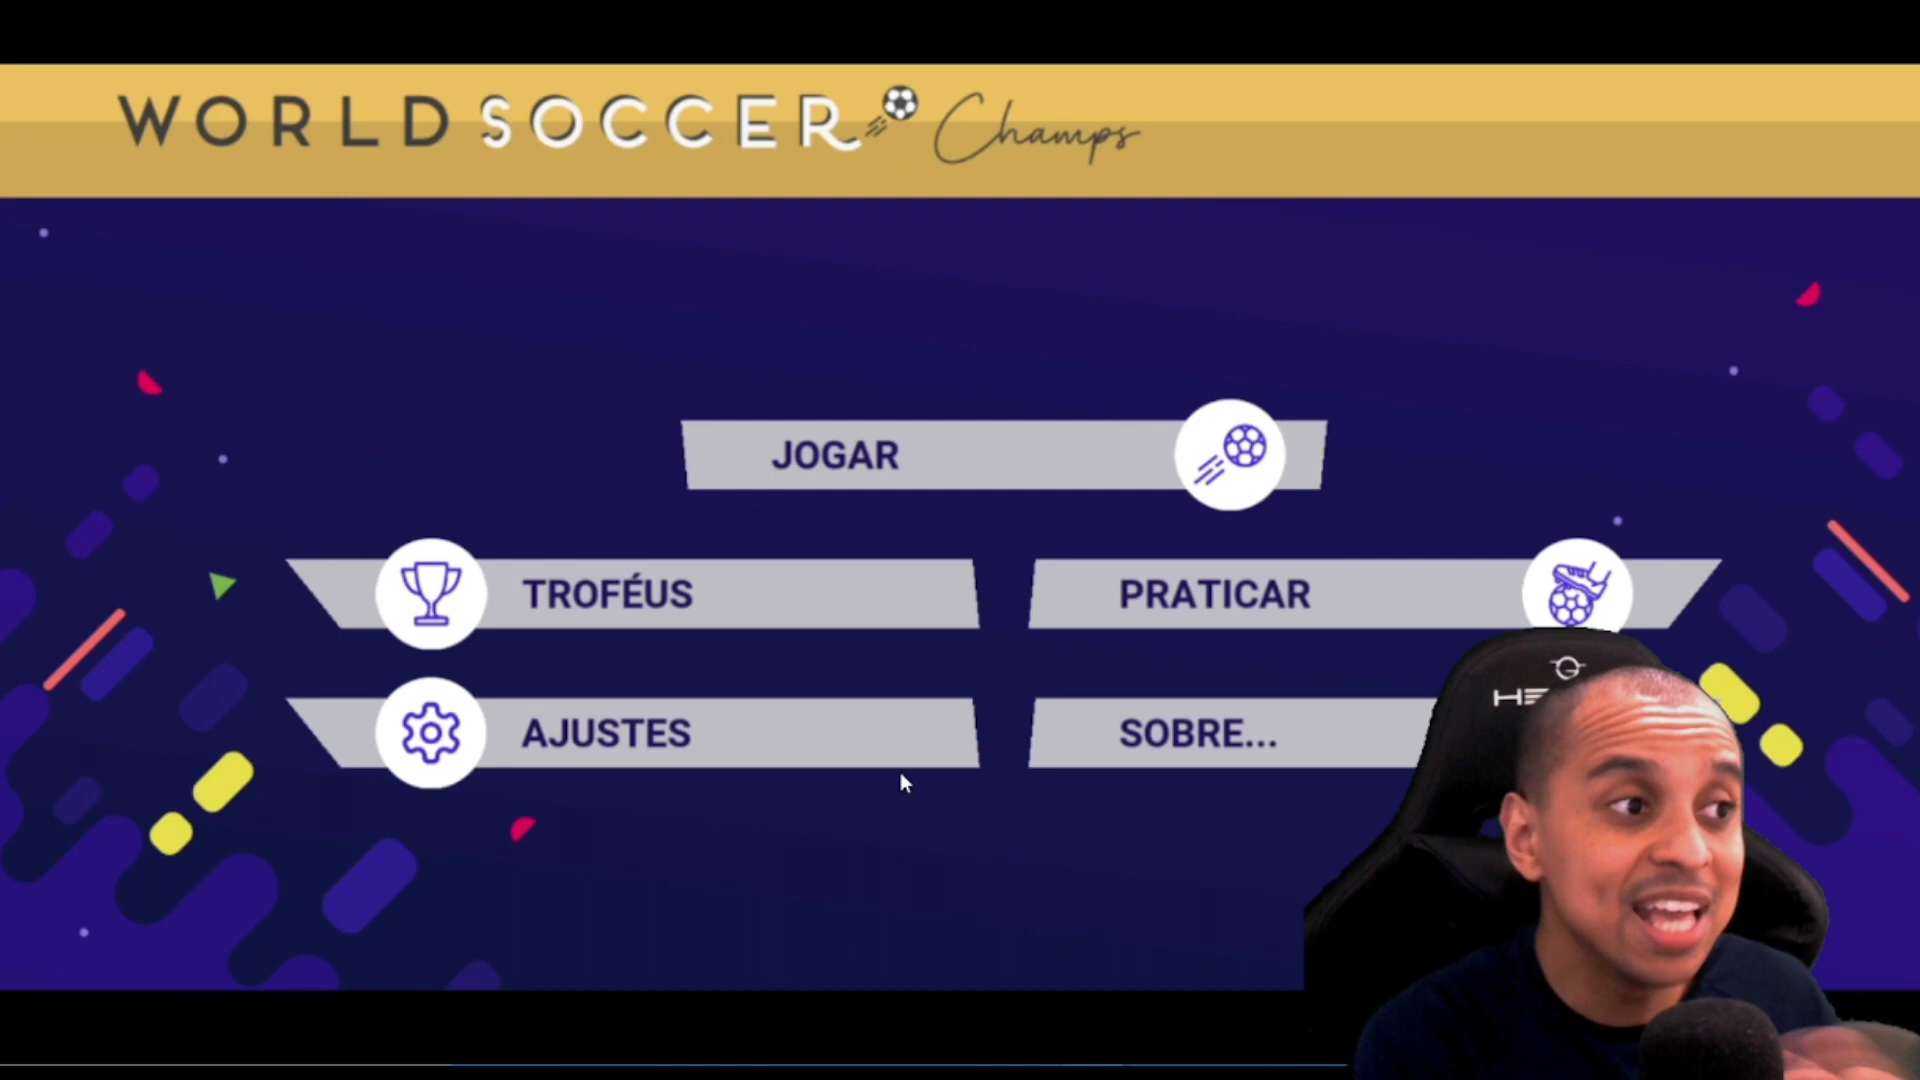 WORLD SOCCER Champs
JOGAR
TROFÉUS
PRATICAR
AJUSTES
SOBRE...